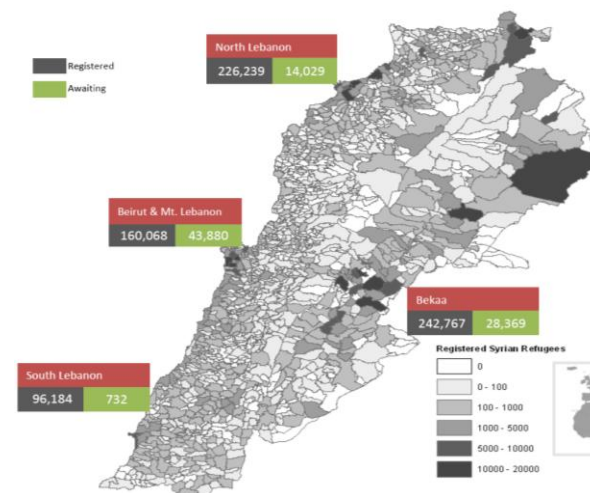 North Lebanon
226,239 14,029
Registered
Awaiting
Beirut & Mt. Lebanon
160,068 43,880
Bekaa
242,767 28,369
South Lebanon
96,184 732
Registered Syrian Refugees
0
0 - 100
100 - 1000
1000 - 5000
5000 - 10000
10000 - 20000